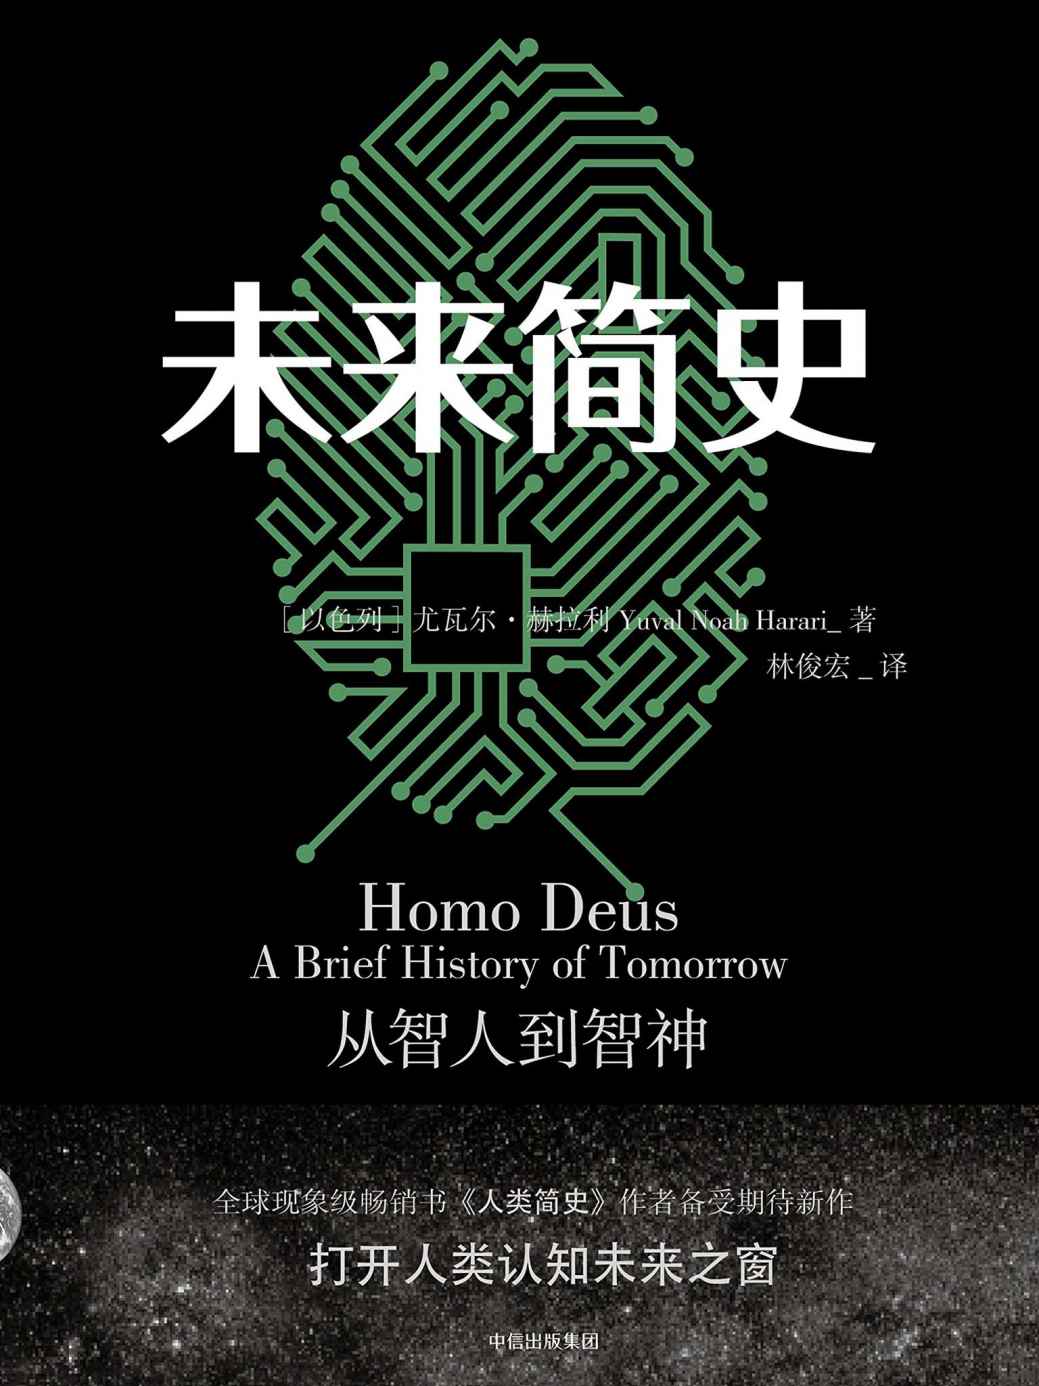 未来简史
［以色列］尤瓦尔·赫拉利 Yuval Noah Harari_ 著
林俊宏 _ 译
Homo Deus
A Brief History of Tomorrow
从智人到智神
全球现象级畅销书《人类简史》作者备受期待新作
打开人类认知未来之窗
中信出版集团